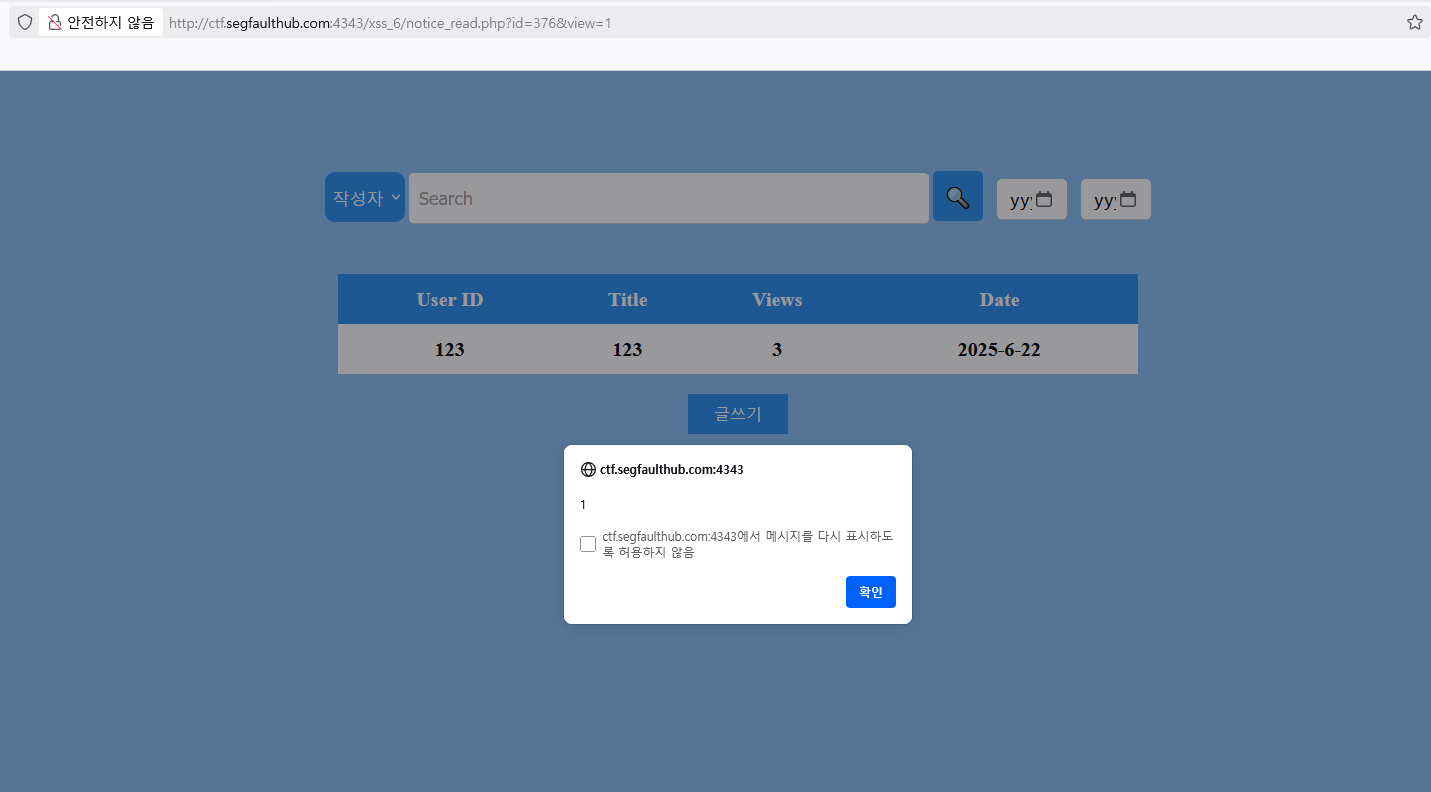 안전하지 않음 http://ctf.segfaulthub.com:4343/xss_6/notice_read.php?id=376&view=1
작성자 Search yyy yyy
User ID Title Views Date
123 123 3 2025-6-22
글쓰기
ctf.segfaulthub.com:4343
1
ctf.segfaulthub.com:4343에서 메시지를 다시 표시하도
록 허용하지 않음
확인